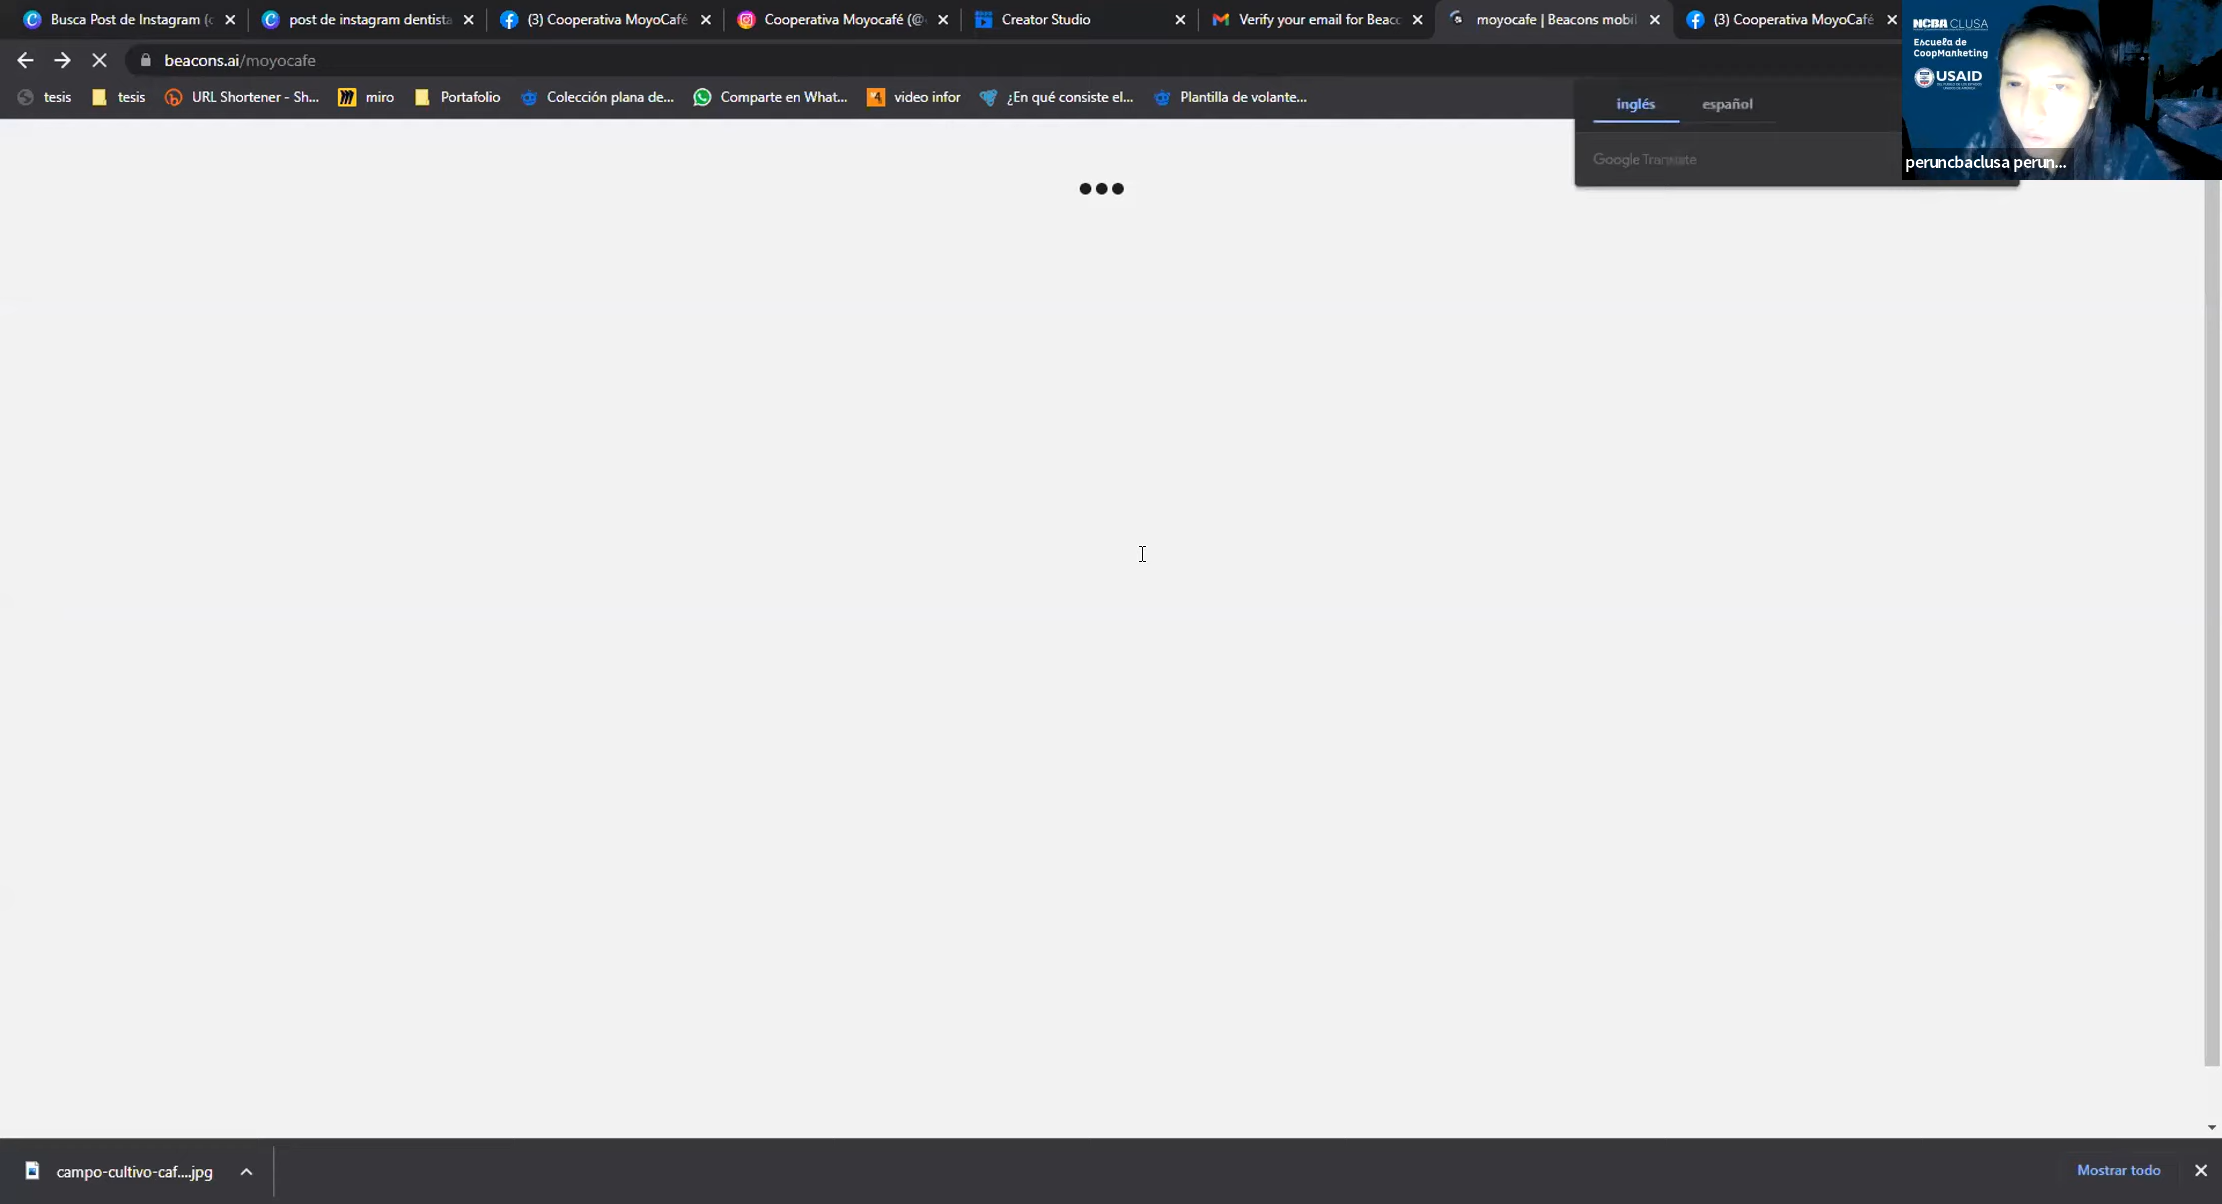 Busca Post de Instagram (c
post de instagram dentista
(3) Cooperativa MoyoCafé
Cooperativa Moyocafé (@
Creator Studio
Verify your email for Beac
moyocafe | Beacons mobil
(3) Cooperativa MoyoCafé
beacons.ai/moyocafe
tesis
tesis
URL Shortener - Sh...
miro
Portafolio
Colección plana de...
Comparte en What...
video infor
¿En qué consiste el...
Plantilla de volante...
inglés
español
Google Translate
NCBA CLUSA
Escuela de
CoopMarketing
USAID
peruncbaclusa perun...
campo-cultivo-caf....jpg
Mostrar todo